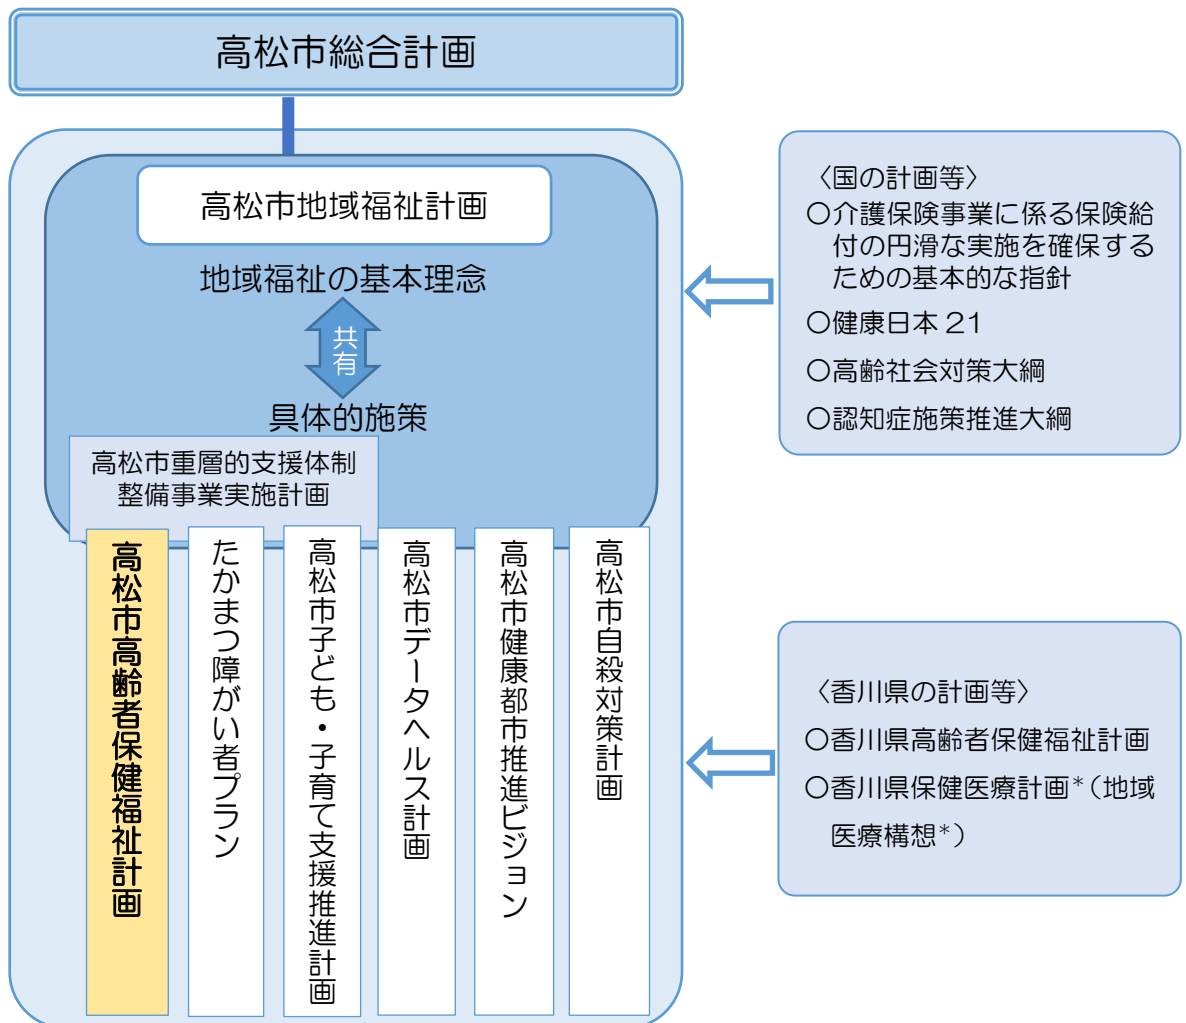 高松市総合計画
高松市地域福祉計画
地域福祉の基本理念
共有
具体的施策
高松市重層的支援体制
整備事業実施計画
高松市高齢者保健福祉計画
たかまつ障がい者プラン
高松市子ども・子育て支援推進計画
高松市データヘルス計画
高松市健康都市推進ビジョン
高松市自殺対策計画
〈国の計画等〉
〇介護保険事業に係る保険給
付の円滑な実施を確保する
ための基本的な指針
〇健康日本 21
〇高齢社会対策大綱
〇認知症施策推進大綱
〈香川県の計画等〉
〇香川県高齢者保健福祉計画
〇香川県保健医療計画*（地域
医療構想*）